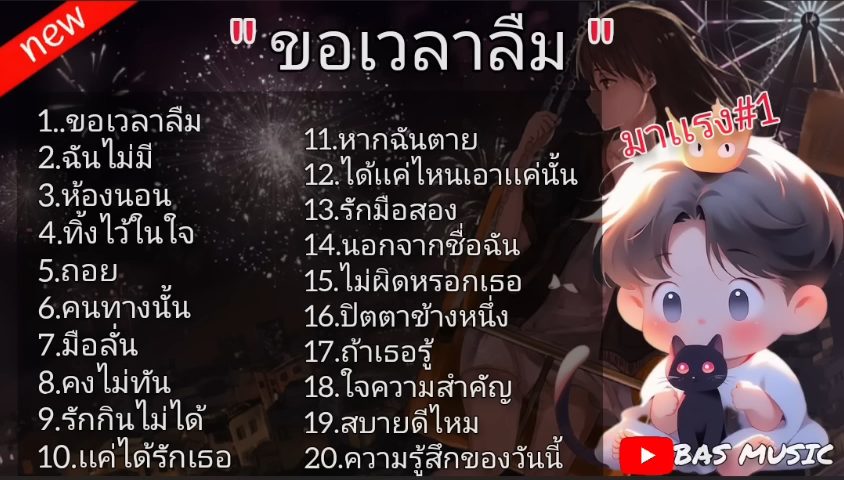 new
" ขอเวลาลืม "
มาแรง#1
1..ขอเวลาลืม
2.ฉันไม่มี
3.ห้องนอน
4.ทิ้งไว้ในใจ
5.ถอย
6.คนทางนั้น
7.มือลั่น
8.คงไม่ทัน
9.รักกินไม่ได้
10.แค่ได้รักเธอ
11.หากฉันตาย
12.ได้แค่ไหนเอาแค่นั้น
13.รักมือสอง
14.นอกจากชื่อฉัน
15.ไม่ผิดหรอกเธอ
16.ปิดตาข้างหนึ่ง
17.ถ้าเธอรู้
18.ใจความสำคัญ
19.สบายดีไหม
20.ความรู้สึกของวันนี้
BAS MUSIC